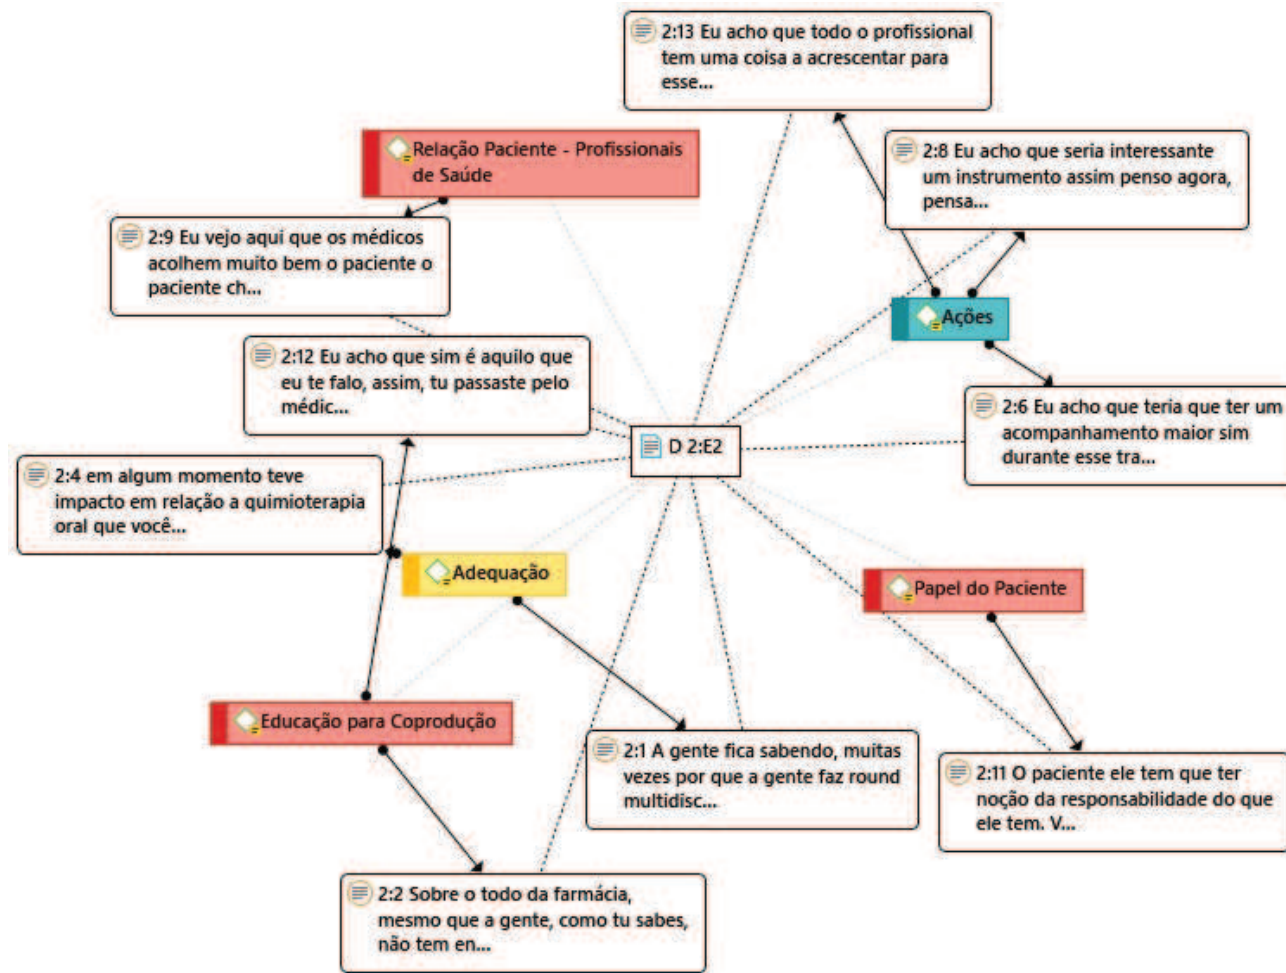 2:13 Eu acho que todo o profissional
tem uma coisa a acrescentar para
esse...
Relação Paciente - Profissionais
de Saúde
2:8 Eu acho que seria interessante
um instrumento assim penso agora,
pensa...
2:9 Eu vejo aqui que os médicos
acolhem muito bem o paciente o
paciente ch...
Ações
2:12 Eu acho que sim é aquilo que
eu te falo, assim, tu passaste pelo
médic...
2:6 Eu acho que teria que ter um
acompanhamento maior sim
durante esse tra...
D 2:E2
2:4 em algum momento teve
impacto em relação a quimioterapia
oral que você...
Adequação
Papel do Paciente
Educação para Coprodução
2:1 A gente fica sabendo, muitas
vezes por que a gente faz round
multidisc...
2:11 O paciente ele tem que ter
noção da responsabilidade do que
ele tem. V...
2:2 Sobre o todo da farmácia,
mesmo que a gente, como tu sabes,
não tem en...